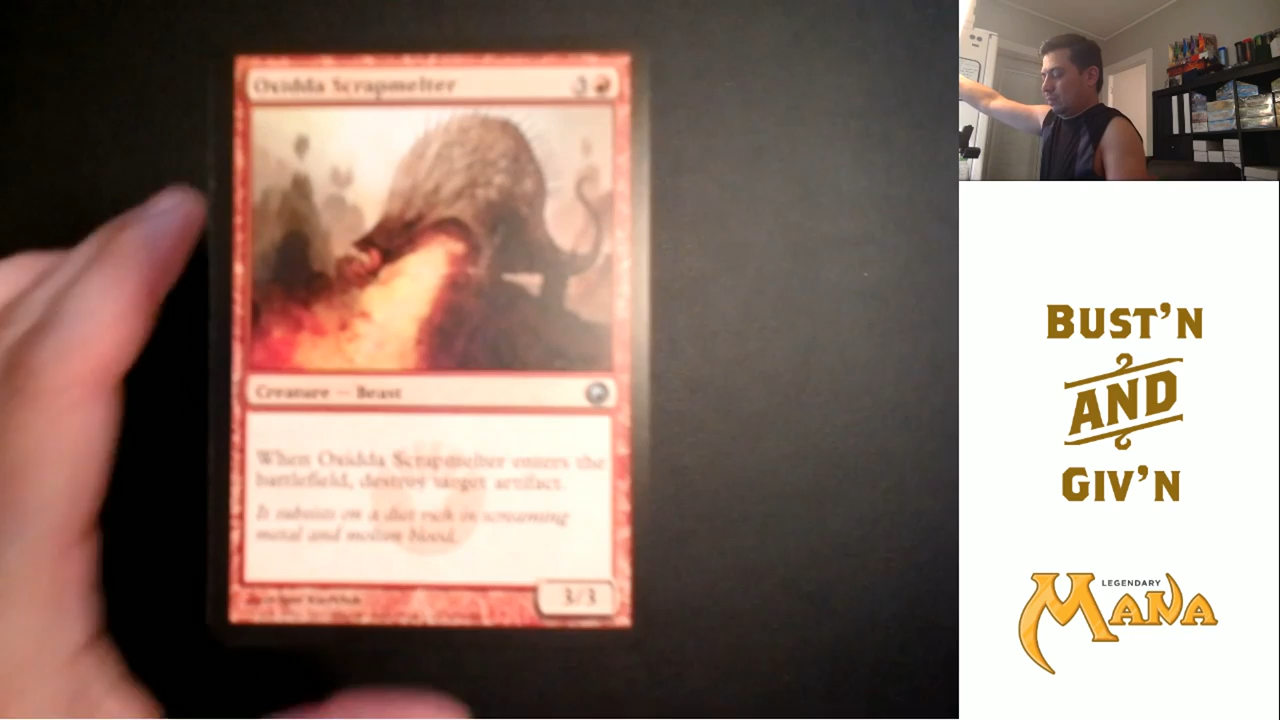 Oxidda Scrapmelter 3
Creature — Beast
When Oxidda Scrapmelter enters the
battlefield, destroy target artifact.
It subsists on a diet rich in screaming
metal and molten blood.
3/3
BUST'N
AND
GIV'N
LEGENDARY
MANA